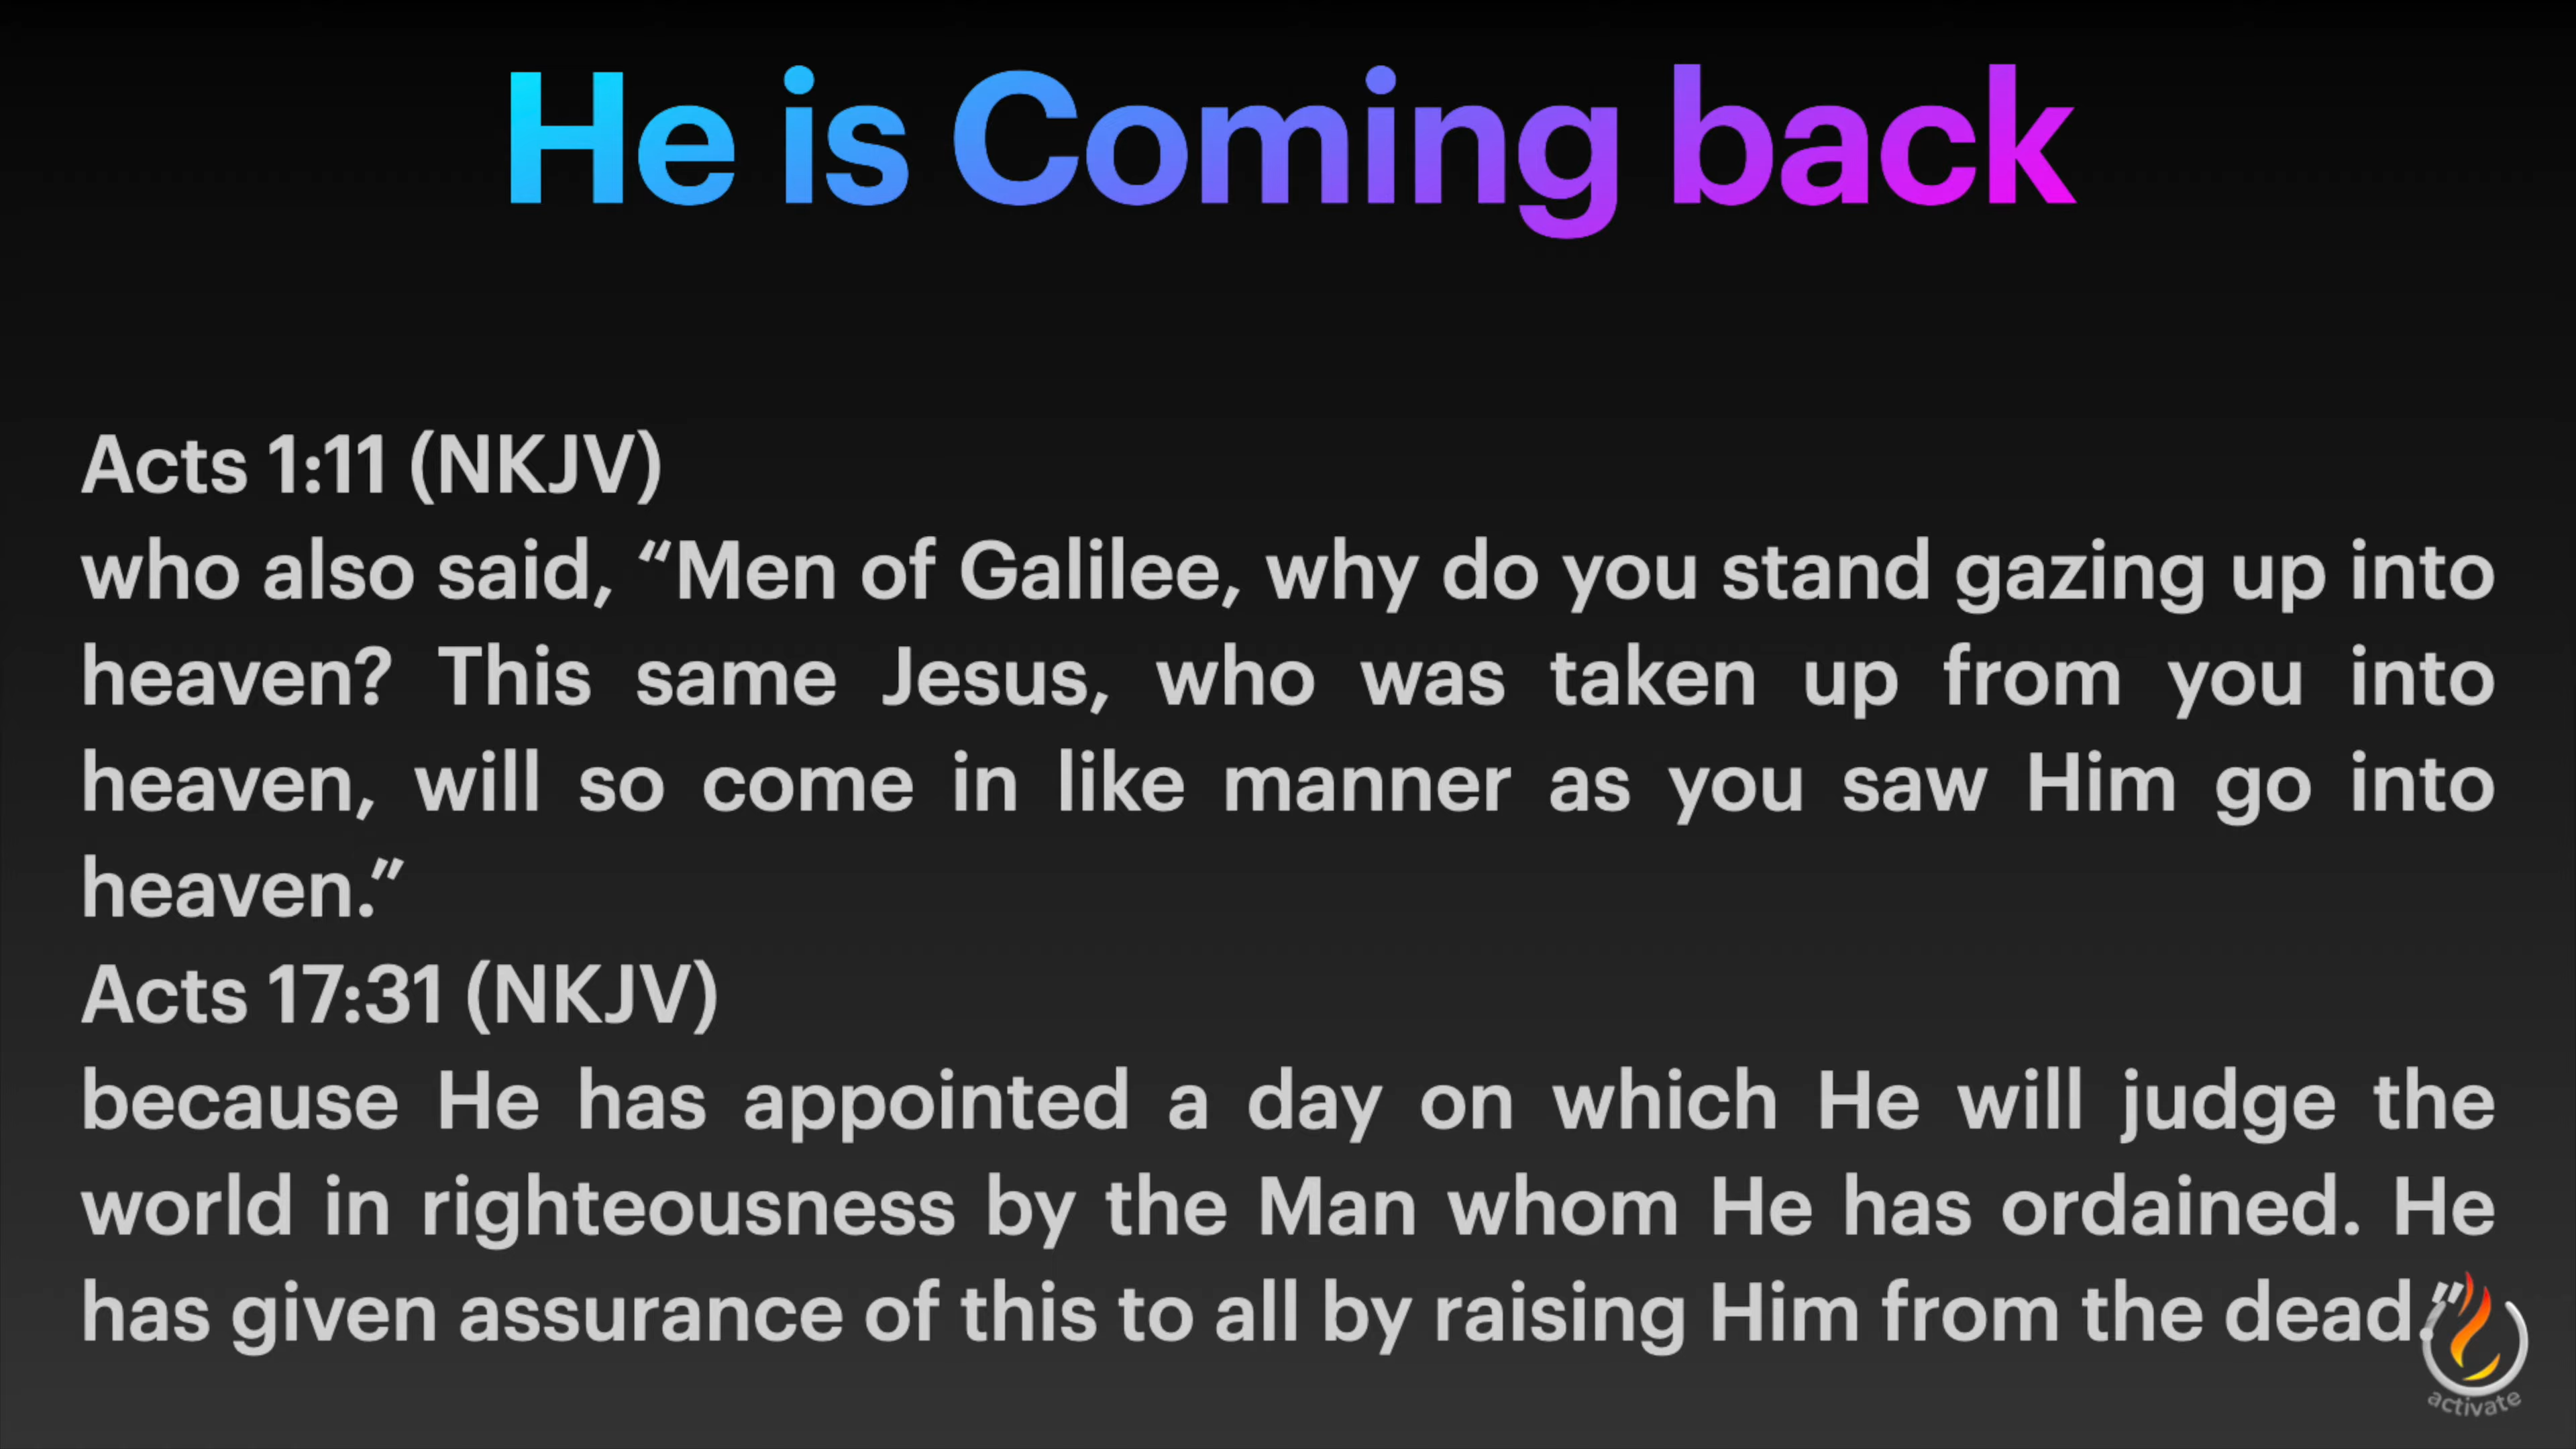 He is Coming back
Acts 1:11 (NKJV)
who also said, “Men of Galilee, why do you stand gazing up into
heaven? This same Jesus, who was taken up from you into
heaven, will so come in like manner as you saw Him go into
heaven.”
Acts 17:31 (NKJV)
because He has appointed a day on which He will judge the
world in righteousness by the Man whom He has ordained. He
has given assurance of this to all by raising Him from the dead.”
activate